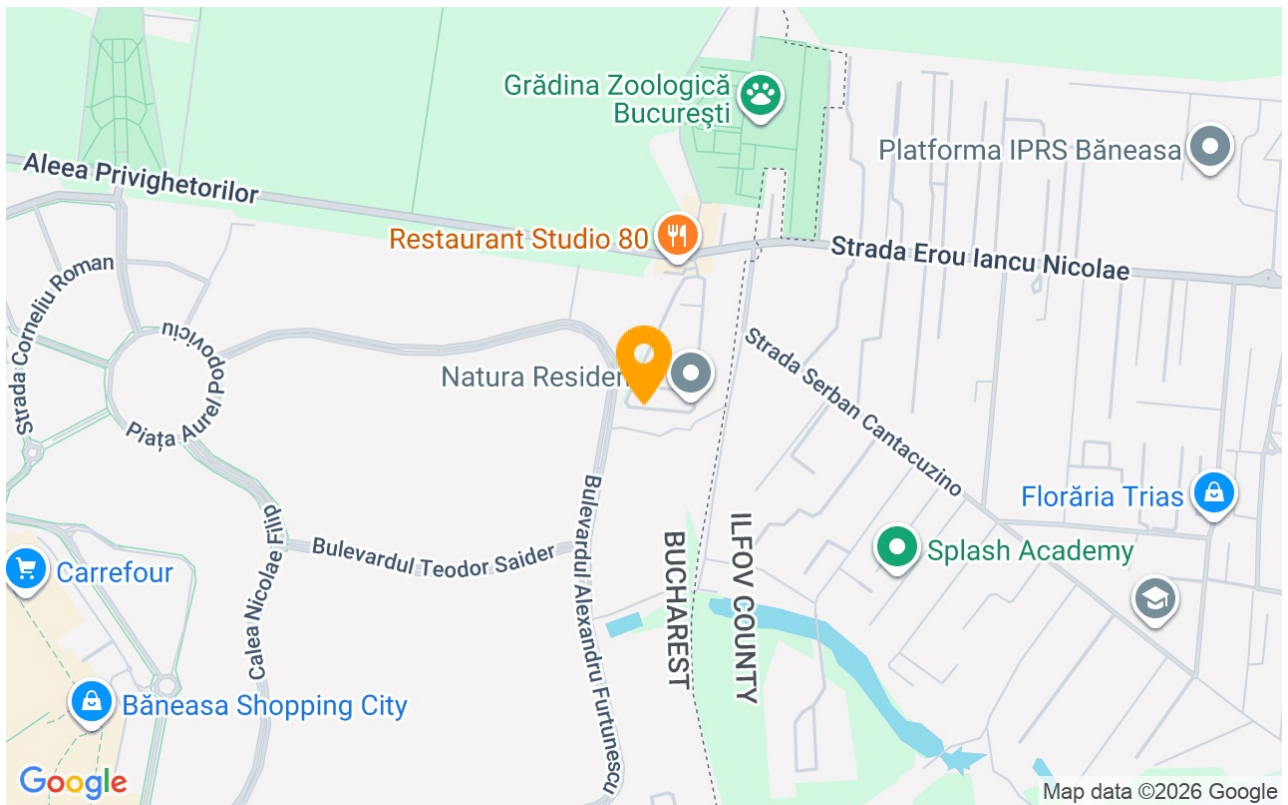 Grădina Zoologică
București
Platforma IPRS Băneasa
Aleea Privighetorilor
Restaurant Studio 80
Strada Erou Iancu Nicolae
Strada Corneliu Roman
Piața Aurel Popoviciu
Natura Residen
Strada Serban Cantacuzino
Florăria Trias
Calea Nicolae Filip
Bulevardul Teodor Saider
Bulevardul Alexandru Furtunescu
BUCHAREST
ILFOV COUNTY
Splash Academy
Carrefour
Băneasa Shopping City
Google
Map data ©2026 Google